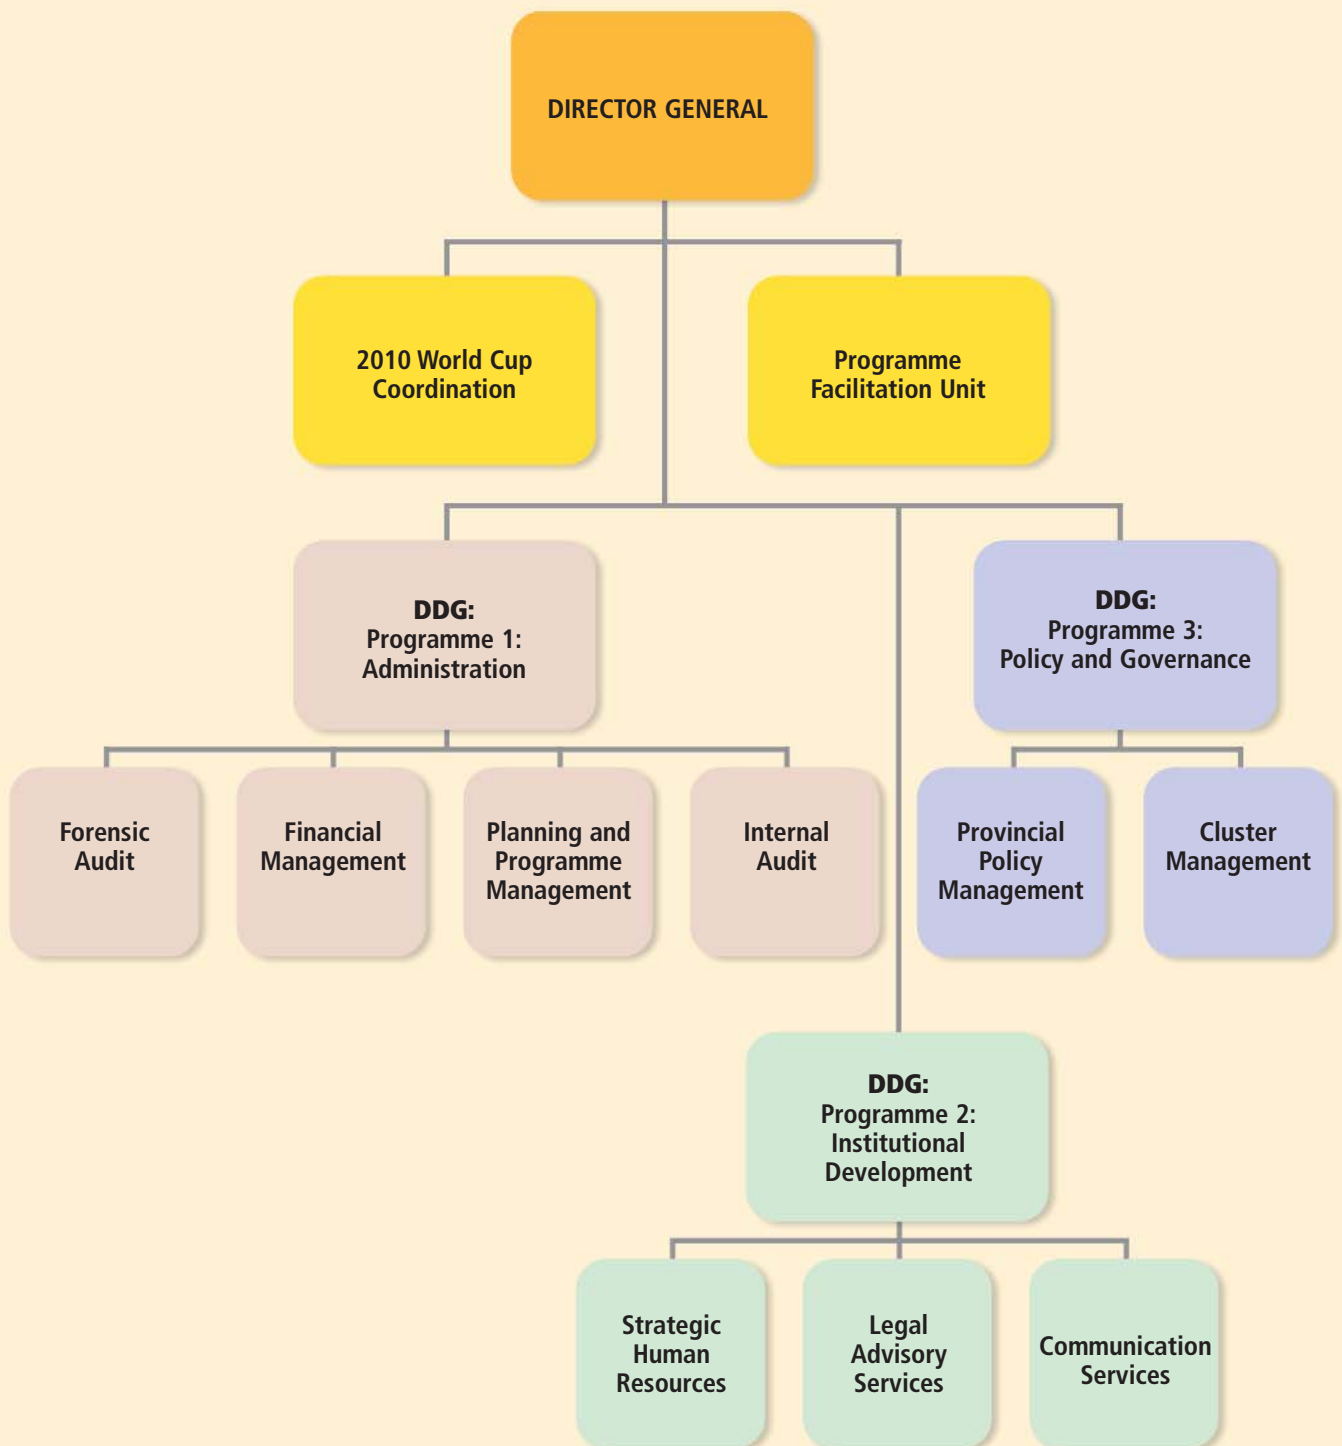 DIRECTOR GENERAL
2010 World Cup
Coordination
Programme
Facilitation Unit
DDG:
Programme 1:
Administration
DDG:
Programme 3:
Policy and Governance
Forensic
Audit
Financial
Management
Planning and
Programme
Management
Internal
Audit
Provincial
Policy
Management
Cluster
Management
DDG:
Programme 2:
Institutional
Development
Strategic
Human
Resources
Legal
Advisory
Services
Communication
Services